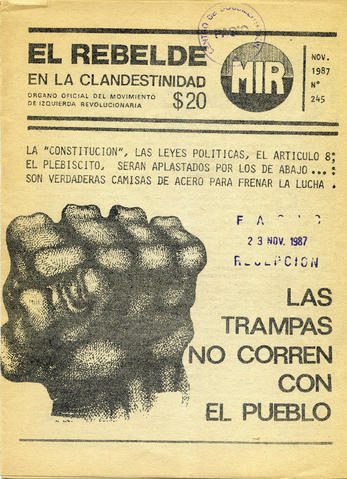 EL REBELDE
EN LA CLANDESTINIDAD
ORGANO OFICIAL DEL MOVIMIENTO
DE IZQUIERDA REVOLUCIONARIA
$20
MIR
NOV.
1987
N°
245
LA "CONSTITUCION", LAS LEYES POLITICAS, EL ARTICULO 8;
EL PLEBISCITO, SERAN APLASTADOS POR LOS DE ABAJO...:
SON VERDADERAS CAMISAS DE ACERO PARA FRENAR LA LUCHA.
23 NOV. 1987
RECEPCION
LAS
TRAMPAS
NO CORREN
CON
EL PUEBLO